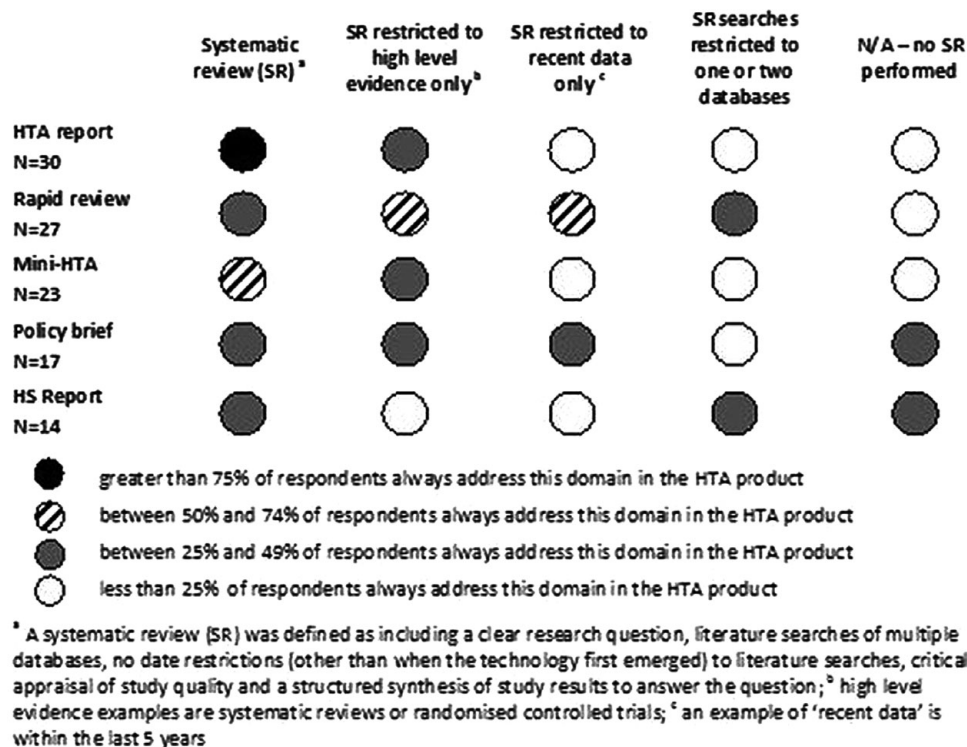 Systematic review (SR) ᵃ
SR restricted to high level evidence only ᵇ
SR restricted to recent data only ᶜ
SR searches restricted to one or two databases
N/A – no SR performed
HTA report
N=30
Rapid review
N=27
Mini-HTA
N=23
Policy brief
N=17
HS Report
N=14
greater than 75% of respondents always address this domain in the HTA product
between 50% and 74% of respondents always address this domain in the HTA product
between 25% and 49% of respondents always address this domain in the HTA product
less than 25% of respondents always address this domain in the HTA product
ᵃ A systematic review (SR) was defined as including a clear research question, literature searches of multiple
databases, no date restrictions (other than when the technology first emerged) to literature searches, critical
appraisal of study quality and a structured synthesis of study results to answer the question; ᵇ high level
evidence examples are systematic reviews or randomised controlled trials; ᶜ an example of ‘recent data’ is
within the last 5 years